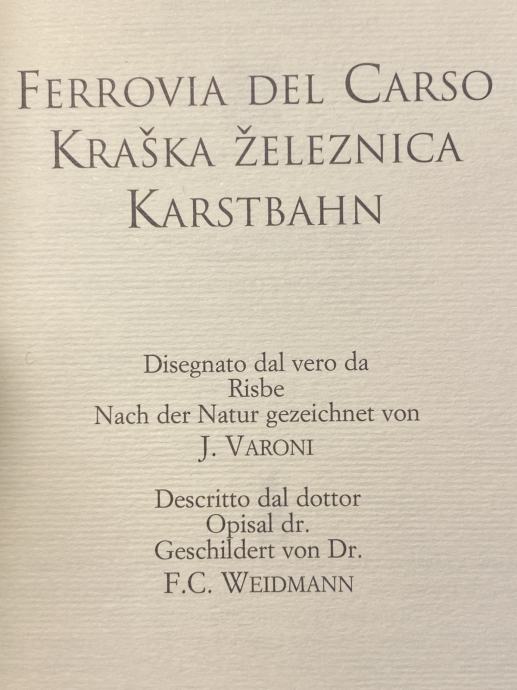 Ferrovia del Carso
Kraška železnica
Karstbahn
Disegnato dal vero da
Risbe
Nach der Natur gezeichnet von
J. Varoni
Descritto dal dottor
Opisal dr.
Geschildert von Dr.
F.C. Weidmann